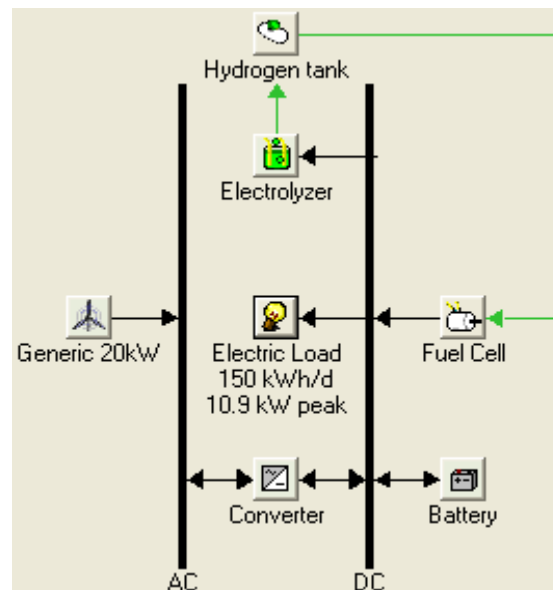 Hydrogen tank
Electrolyzer
Generic 20kW
Electric Load
150 kWh/d
10.9 kW peak
Fuel Cell
Converter
Battery
AC
DC